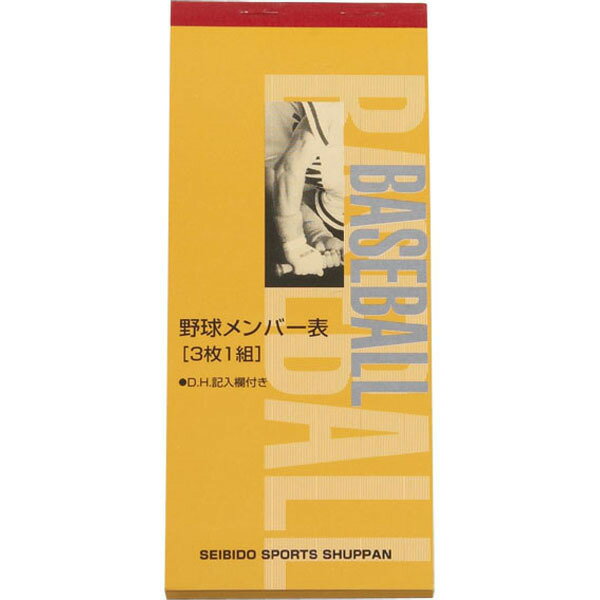 BASEBALL
BASEBALL
野球メンバー表
[3枚1組]
●D.H.記入欄付き
SEIBIDO SPORTS SHUPPAN